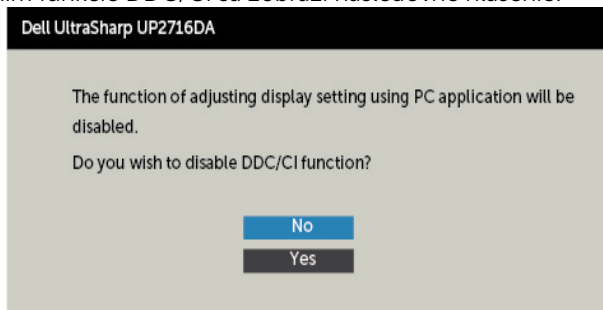 Dell UltraSharp UP2716DA
The function of adjusting display setting using PC application will be
disabled.
Do you wish to disable DDC/CI function?
No
Yes